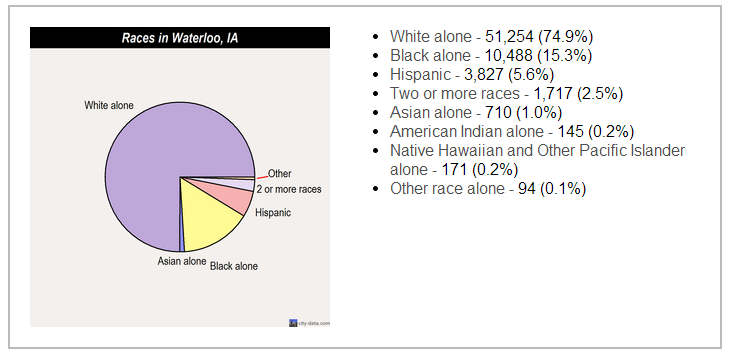 Races in Waterloo, IA
White alone
Other
2 or more races
Hispanic
Asian alone
Black alone
city-data.com
White alone - 51,254 (74.9%)
Black alone - 10,488 (15.3%)
Hispanic - 3,827 (5.6%)
Two or more races - 1,717 (2.5%)
Asian alone - 710 (1.0%)
American Indian alone - 145 (0.2%)
Native Hawaiian and Other Pacific Islander
alone - 171 (0.2%)
Other race alone - 94 (0.1%)